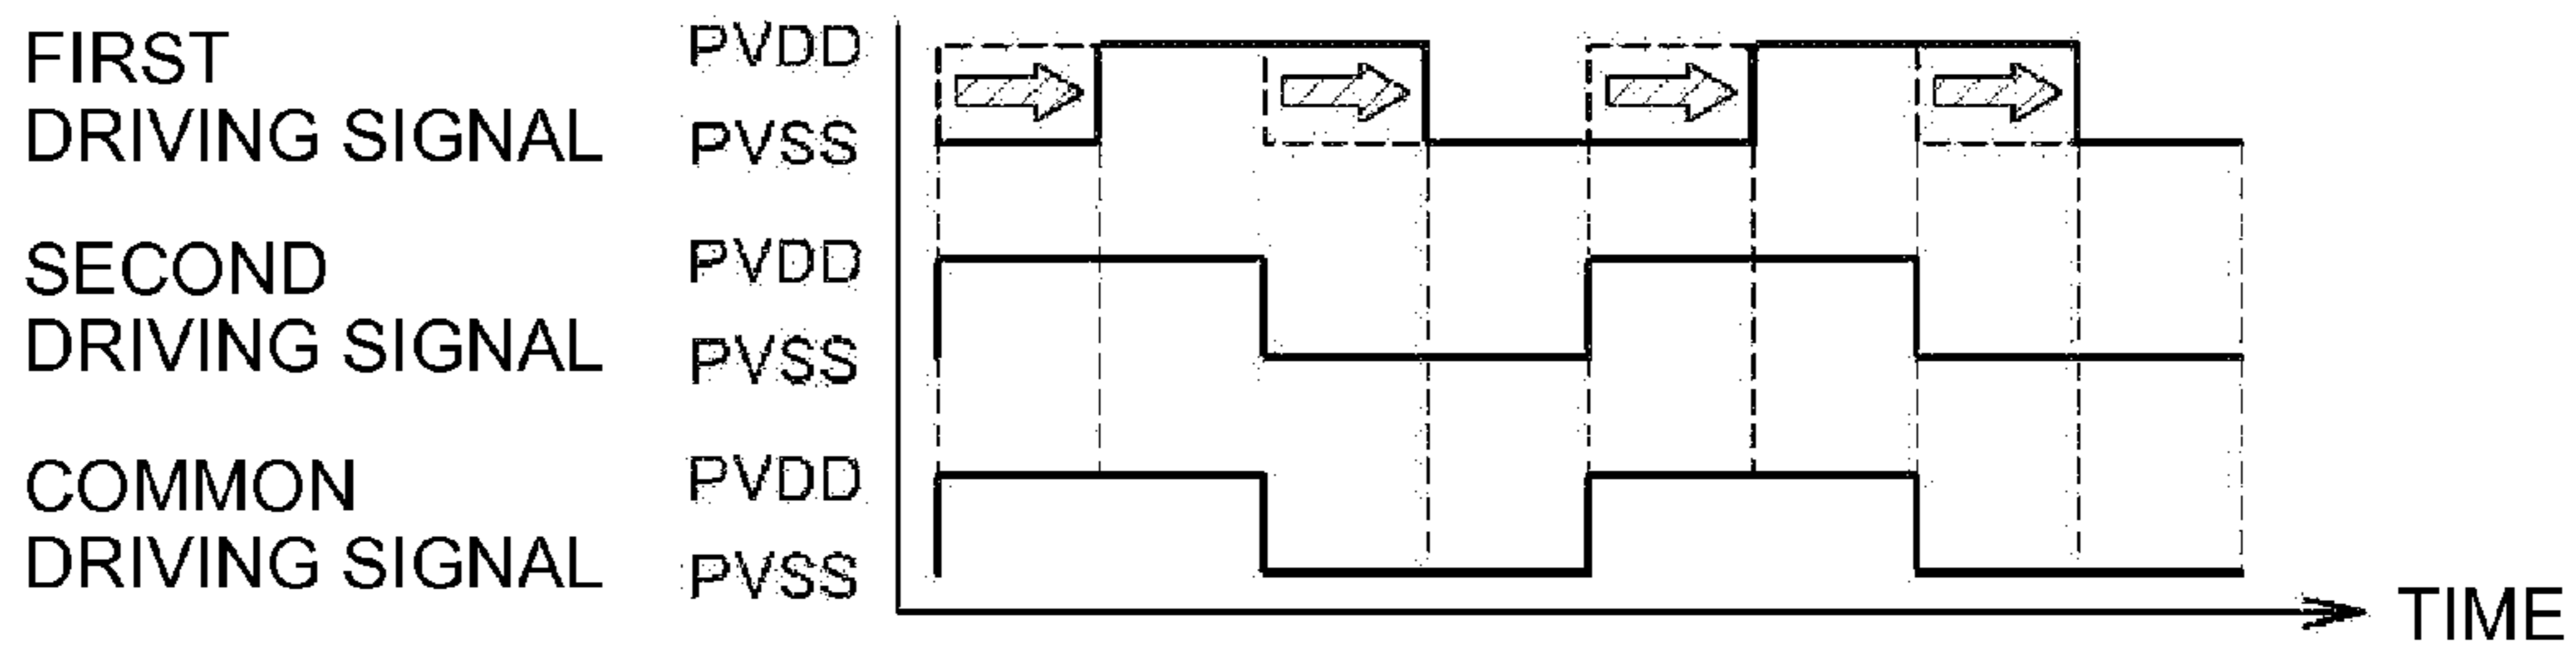 FIRST
DRIVING SIGNAL
PVDD
PVSS
SECOND
DRIVING SIGNAL
PVDD
PVSS
COMMON
DRIVING SIGNAL
PVDD
PVSS
TIME